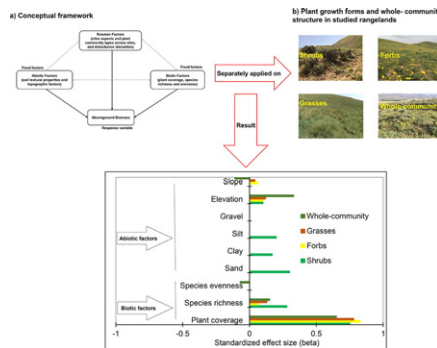 a) Conceptual framework
Random Factors
(sites aspects and plant
community types across sites,
and disturbance intensities)
Fixed factors
Fixed factors
Abiotic factors
(soil textural properties and
topographic factors)
Biotic factors
(plant coverage, species
richness and evenness)
Aboveground Biomass
Response variable
Separately applied on
Result
b) Plant growth forms and whole- community
structure in studied rangelands
Shrubs
Forbs
Grasses
Whole community
Slope
Elevation
Gravel
Silt
Clay
Sand
Species evenness
Species richness
Plant coverage
Abiotic factors
Biotic factors
Whole-community
Grasses
Forbs
Shrubs
-1
-0.5
0
0.5
1
Standardized effect size (beta)